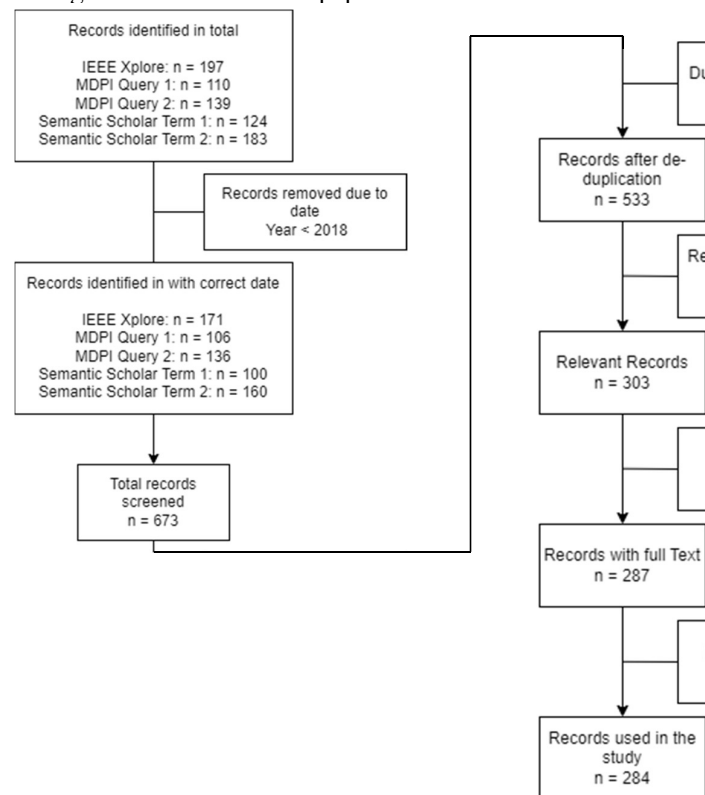 Records identified in total
IEEE Xplore: n = 197
MDPI Query 1: n = 110
MDPI Query 2: n = 139
Semantic Scholar Term 1: n = 124
Semantic Scholar Term 2: n = 183
Records removed due to
date
Year < 2018
Records identified in with correct date
IEEE Xplore: n = 171
MDPI Query 1: n = 106
MDPI Query 2: n = 136
Semantic Scholar Term 1: n = 100
Semantic Scholar Term 2: n = 160
Total records
screened
n = 673
Records after de-
duplication
n = 533
Relevant Records
n = 303
Records with full Text
n = 287
Records used in the
study
n = 284